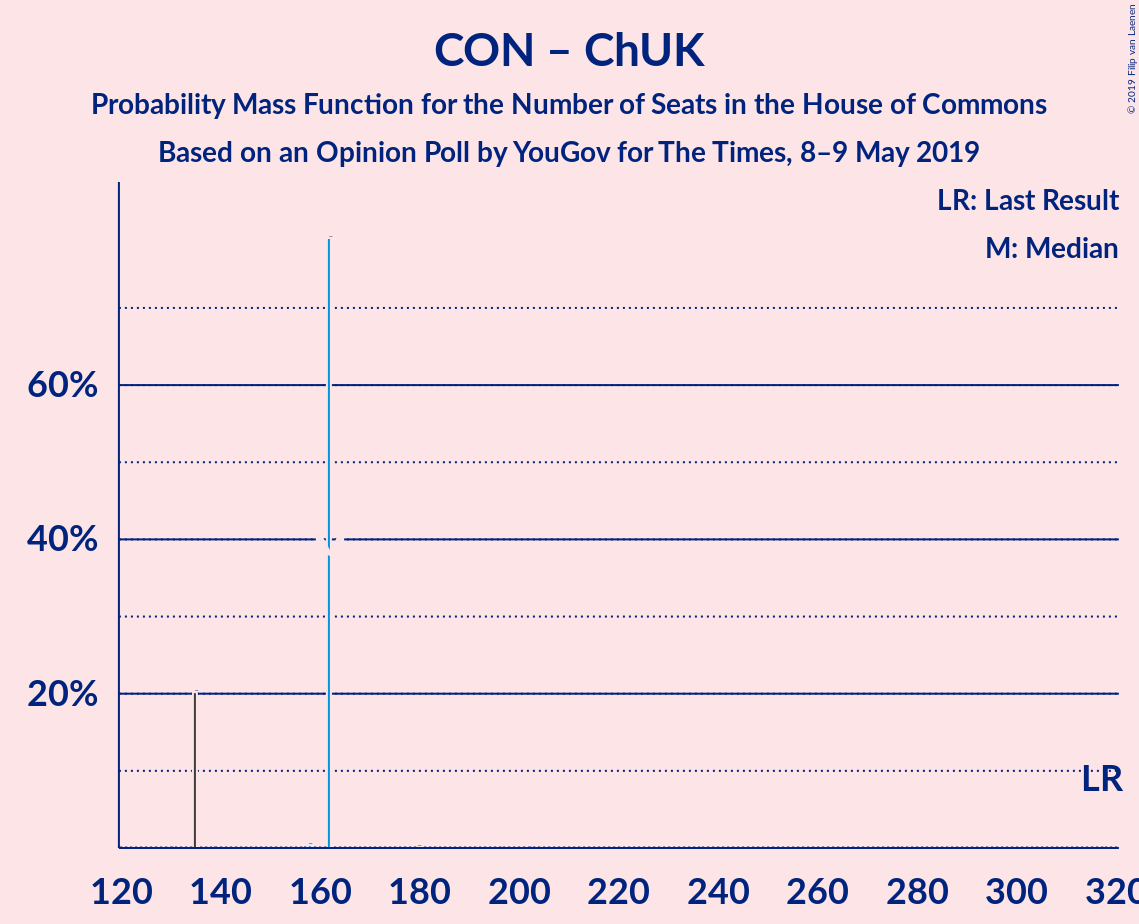 CON – ChUK
Probability Mass Function for the Number of Seats in the House of Commons
Based on an Opinion Poll by YouGov for The Times, 8–9 May 2019
© 2019 Filip van Laenen
LR: Last Result
M: Median
60%
40%
20%
LR
120 140 160 180 200 220 240 260 280 300 320